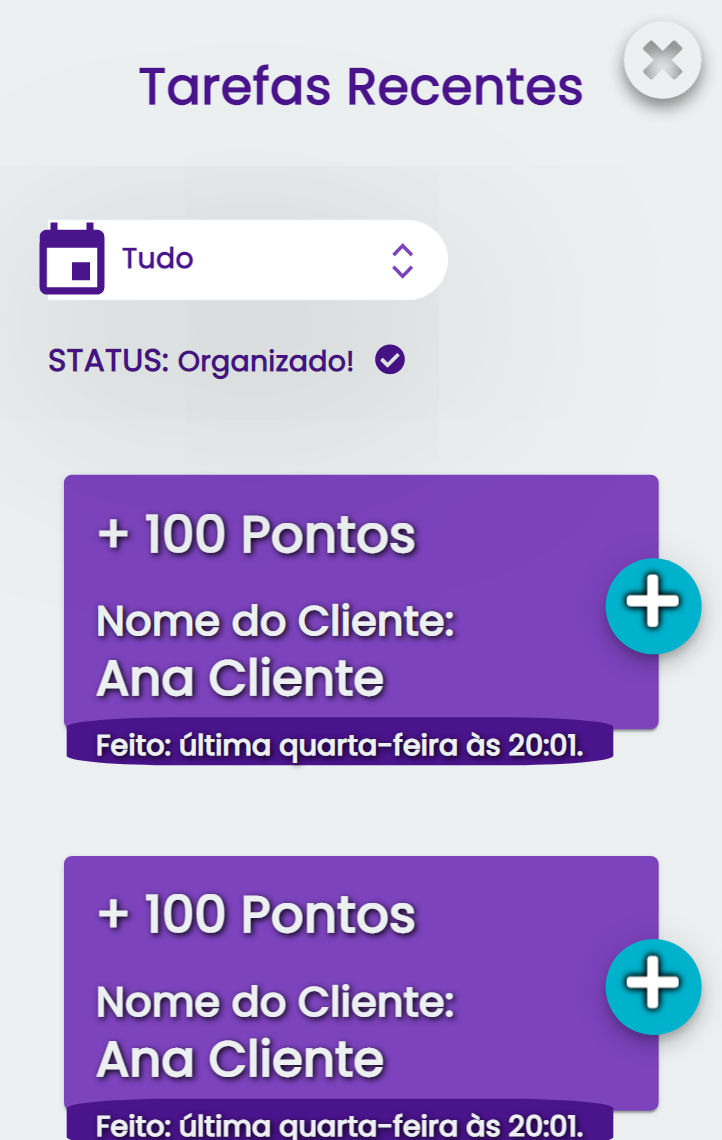 Tarefas Recentes
Tudo
STATUS: Organizado!
+ 100 Pontos
Nome do Cliente:
Ana Cliente
Feito: última quarta-feira às 20:01.
+ 100 Pontos
Nome do Cliente:
Ana Cliente
Feito: última quarta-feira às 20:01.